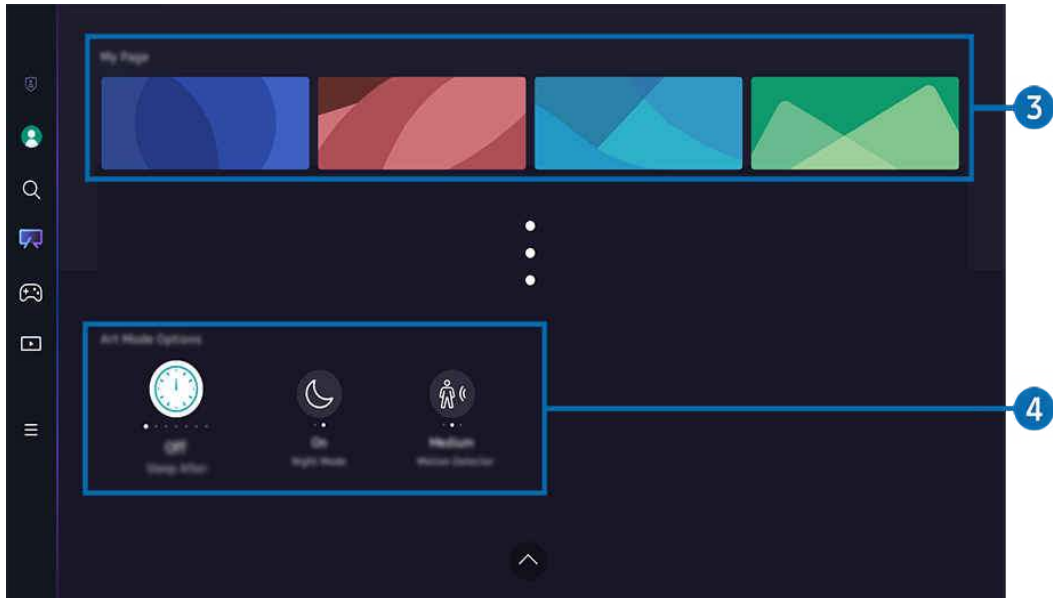 My Page
3
Art Mode Options
4
Off
On
Medium
Sleep After
Night Mode
Motion Detector